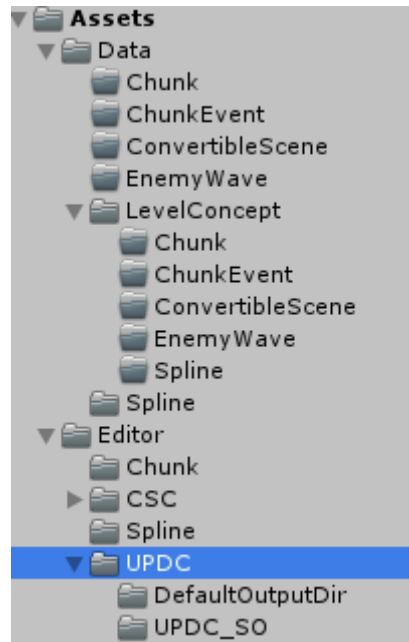 Assets
Data
Chunk
ChunkEvent
ConvertibleScene
EnemyWave
LevelConcept
Chunk
ChunkEvent
ConvertibleScene
EnemyWave
Spline
Spline
Editor
Chunk
CSC
Spline
UPDC
DefaultOutputDir
UPDC_SO